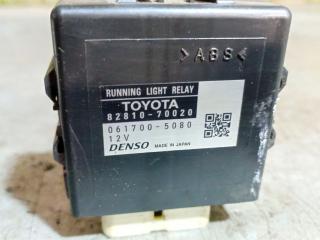 >ABS<
RUNNING LIGHT RELAY
TOYOTA
82810-70020
061700-5080
12V
DENSO MADE IN JAPAN